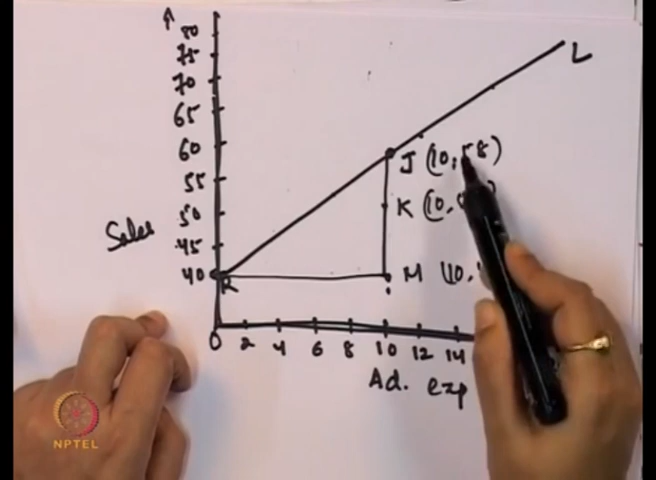 80
75
70
65
60
55
50
45
40
Sales
L
J (10,58)
K (10,
M (10,
R
0 2 4 6 8 10 12 14
Ad. exp
NPTEL